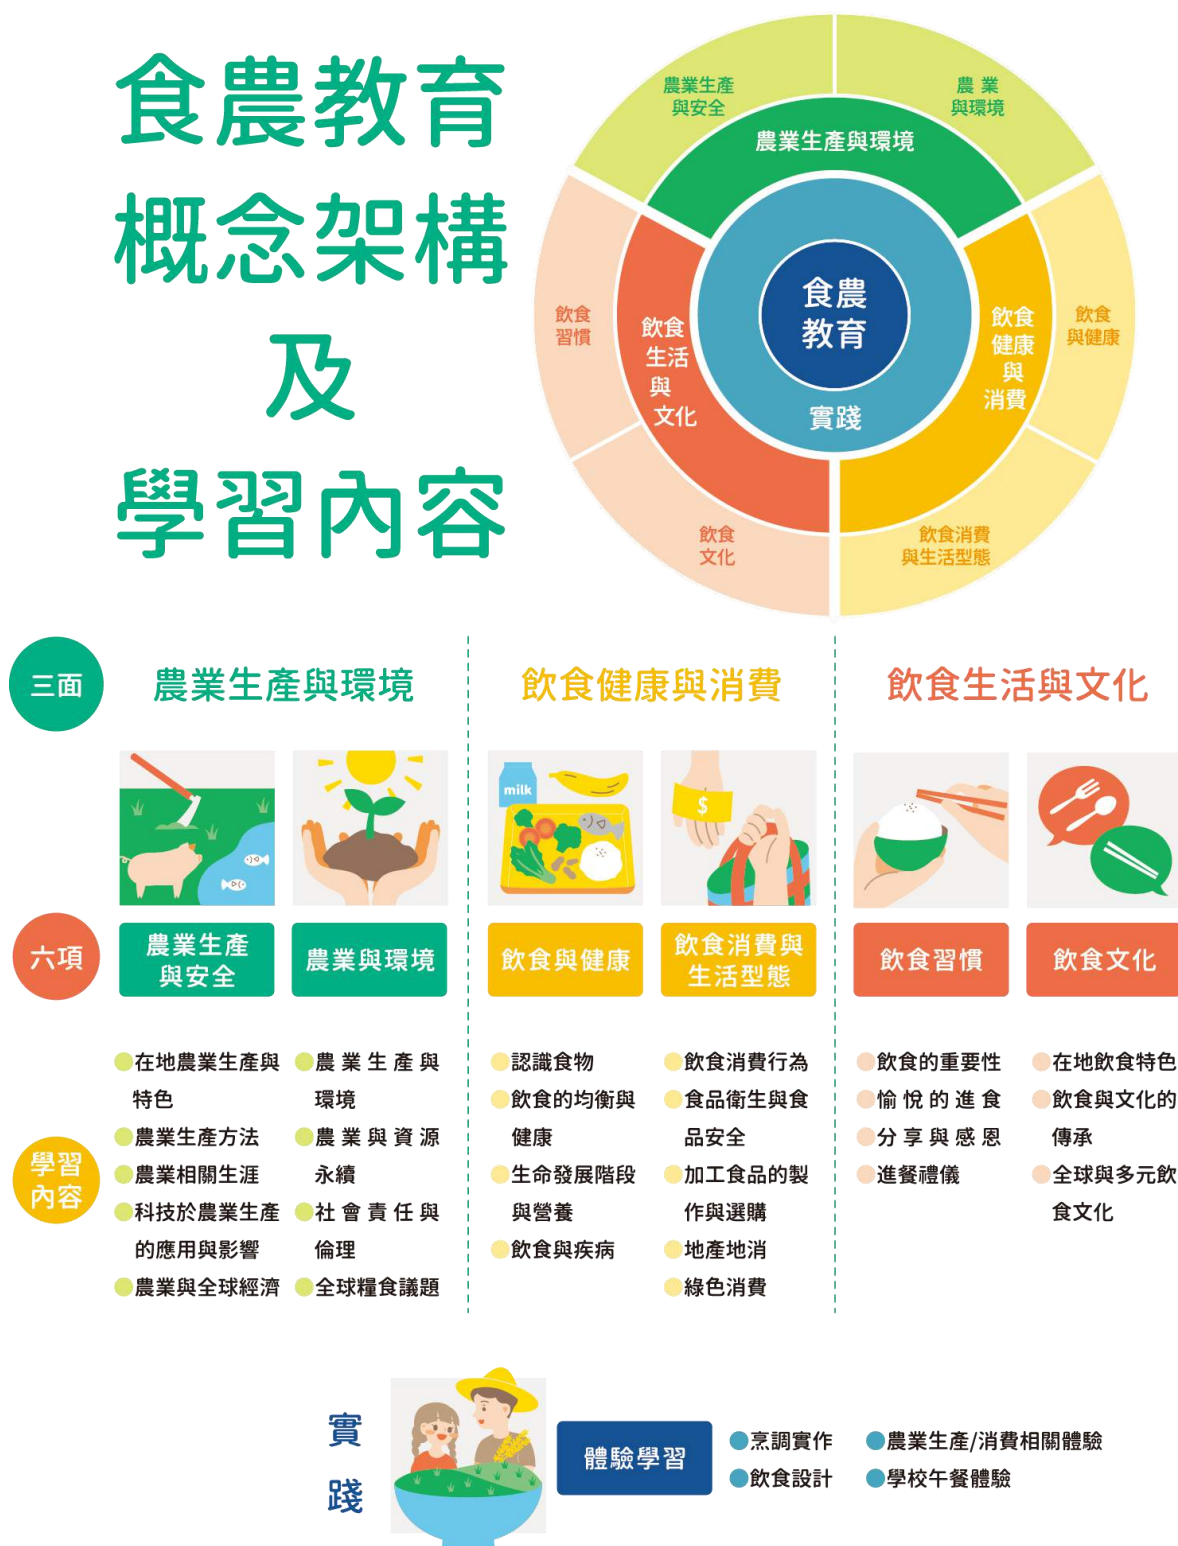 食農教育
概念架構
及
學習內容
農業生產
與安全
農業
與環境
農業生產與環境
食農
教育
實踐
飲食
習慣
飲食
生活
與
文化
飲食
健康
與
消費
飲食
與健康
飲食
文化
飲食消費
與生活型態
三面
農業生產與環境
飲食健康與消費
飲食生活與文化
milk
$
六項
農業生產
與安全
農業與環境
飲食與健康
飲食消費與
生活型態
飲食習慣
飲食文化
學習
內容
在地農業生產與
特色
農業生產方法
農業相關生涯
科技於農業生產
的應用與影響
農業與全球經濟
農業生產與
環境
農業與資源
永續
社會責任與
倫理
全球糧食議題
認識食物
飲食的均衡與
健康
生命發展階段
與營養
飲食與疾病
飲食消費行為
食品衛生與食
品安全
加工食品的製
作與選購
地產地消
綠色消費
飲食的重要性
愉悅的進食
分享與感恩
進餐禮儀
在地飲食特色
飲食與文化的
傳承
全球與多元飲
食文化
實
踐
體驗學習
烹調實作
飲食設計
農業生產/消費相關體驗
學校午餐體驗